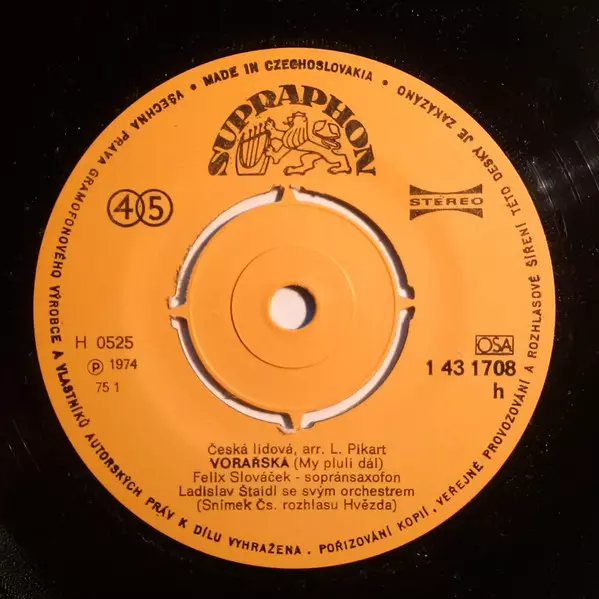 MADE IN CZECHOSLOVAKIA
VŠECHNA PRÁVA GRAMOFONOVÉHO VÝROBCE A VLASTNÍKŮ AUTORSKÝCH PRÁV K DÍLU VYHRAŽENA. POŘIZOVÁNÍ KOPIÍ, VEŘEJNÉ PROVOZOVÁNÍ A ROZHLASOVÉ ŠÍŘENÍ TÉTO DESKY JE ZAKÁZÁNO
SUPRAPHON
45
STEREO
H 0525
Ⓟ 1974
75 1
OSA
1 43 1708
h
Česká lidová, arr. L. Pikart
VORAŘSKÁ (My pluli dál)
Felix Slováček - sopránsaxofon
Ladislav Štaidl se svým orchestrem
(Snímek Čs. rozhlasu Hvězda)